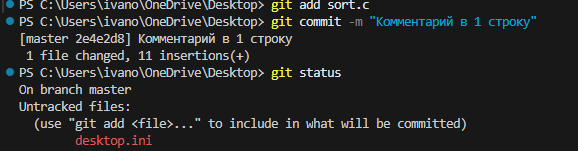 PS C:\Users\ivano\OneDrive\Desktop> git add sort.c
PS C:\Users\ivano\OneDrive\Desktop> git commit -m "Комментарий в 1 строку"
[master 2e4e2d8] Комментарий в 1 строку
1 file changed, 11 insertions(+)
PS C:\Users\ivano\OneDrive\Desktop> git status
On branch master
Untracked files:
(use "git add <file>..." to include in what will be committed)
desktop.ini